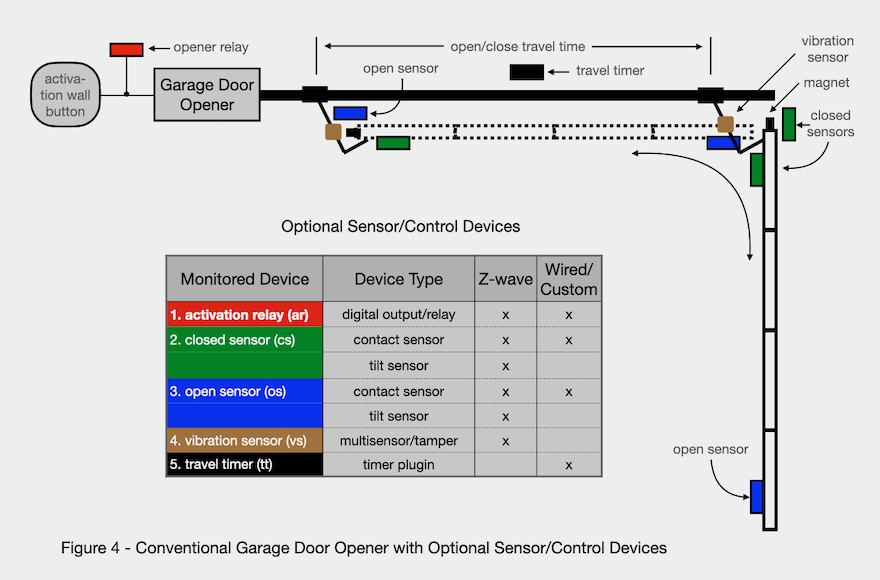 opener relay
open/close travel time
vibration
sensor
open sensor
travel timer
magnet
activa-
tion wall
button
Garage Door
Opener
closed
sensors
Optional Sensor/Control Devices
Monitored Device Device Type Z-wave Wired/
Custom
1. activation relay (ar) digital output/relay x x
2. closed sensor (cs) contact sensor x x
tilt sensor x
3. open sensor (os) contact sensor x x
tilt sensor x
4. vibration sensor (vs) multisensor/tamper x
5. travel timer (tt) timer plugin x
open sensor
Figure 4 - Conventional Garage Door Opener with Optional Sensor/Control Devices